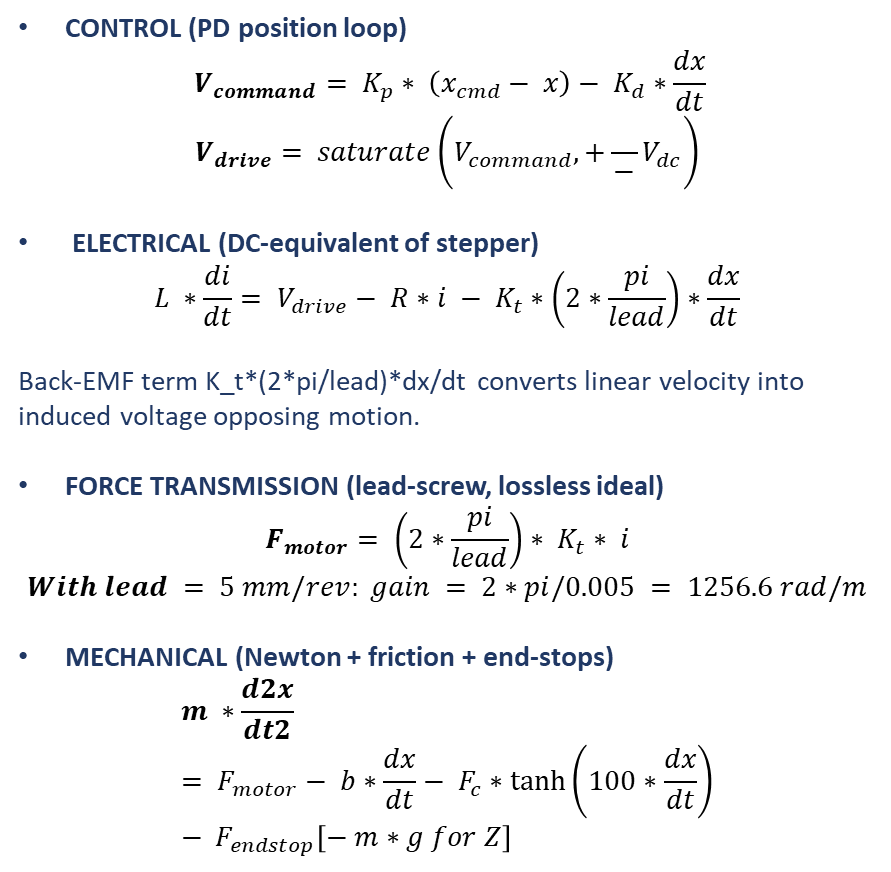 • CONTROL (PD position loop)
V_command = K_p * (x_cmd − x) − K_d * dx/dt
V_drive = saturate(V_command, + —/− V_dc)
• ELECTRICAL (DC-equivalent of stepper)
L * di/dt = V_drive − R * i − K_t * (2 * pi/lead) * dx/dt
Back-EMF term K_t*(2*pi/lead)*dx/dt converts linear velocity into
induced voltage opposing motion.
• FORCE TRANSMISSION (lead-screw, lossless ideal)
F_motor = (2 * pi/lead) * K_t * i
With lead = 5 mm/rev: gain = 2 * pi/0.005 = 1256.6 rad/m
• MECHANICAL (Newton + friction + end-stops)
m * d2x/dt2
= F_motor − b * dx/dt − F_c * tanh(100 * dx/dt)
− F_endstop[− m * g for Z]